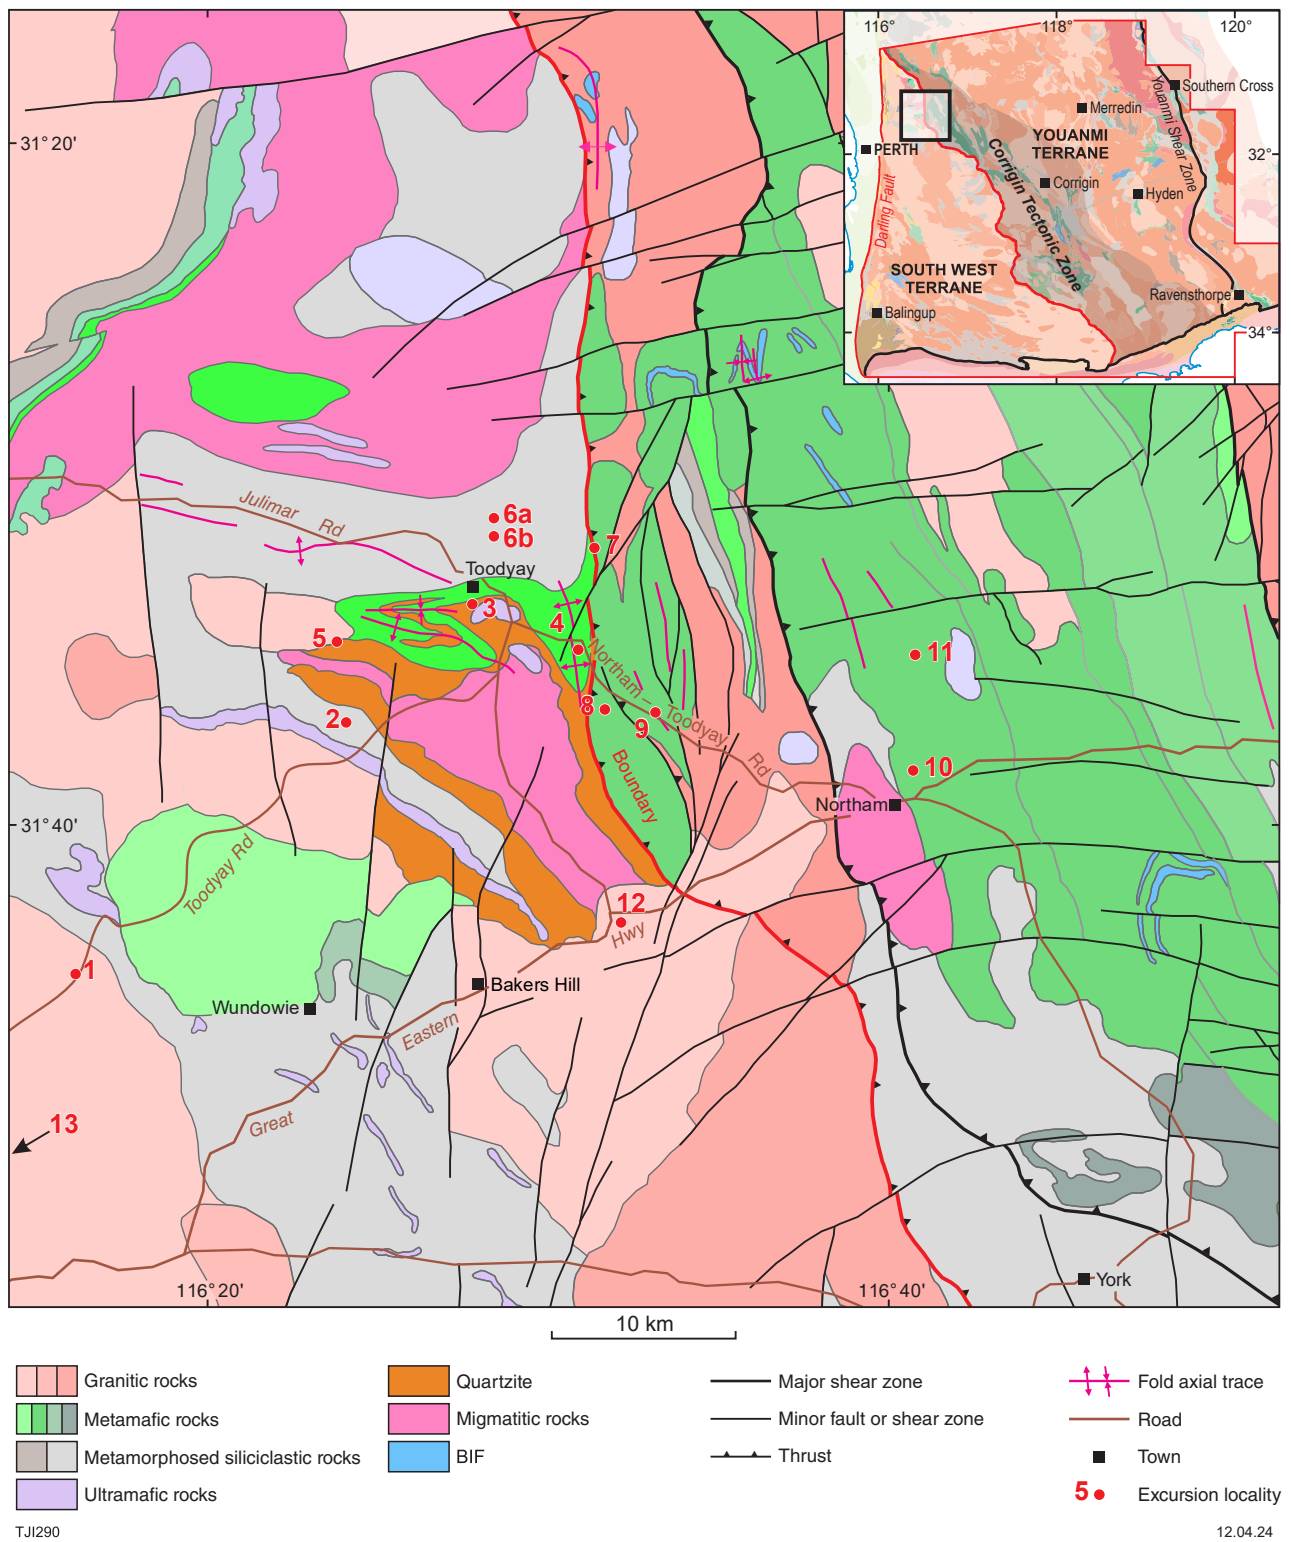 116°
118°
120°
Southern Cross
Youanmi Shear Zone
Merredin
YOUANMI
TERRANE
31°20'
PERTH
32°
Corrigin
Hyden
Corrigin Tectonic Zone
Darling Fault
SOUTH WEST
TERRANE
Ravensthorpe
Balingup
34°
Julimar Rd
6a
6b
7
Toodyay
3
4
5
Northam – Toodyay Rd
11
8
2
9
Boundary
10
Northam
31°40'
Toodyay Rd
12
Hwy
1
Bakers Hill
Wundowie
Eastern
Great
13
116°20'
116°40'
York
10 km
Granitic rocks
Quartzite
Major shear zone
Fold axial trace
Metamafic rocks
Migmatitic rocks
Minor fault or shear zone
Road
Metamorphosed siliciclastic rocks
BIF
Thrust
Town
Ultramafic rocks
5
Excursion locality
TJI290
12.04.24